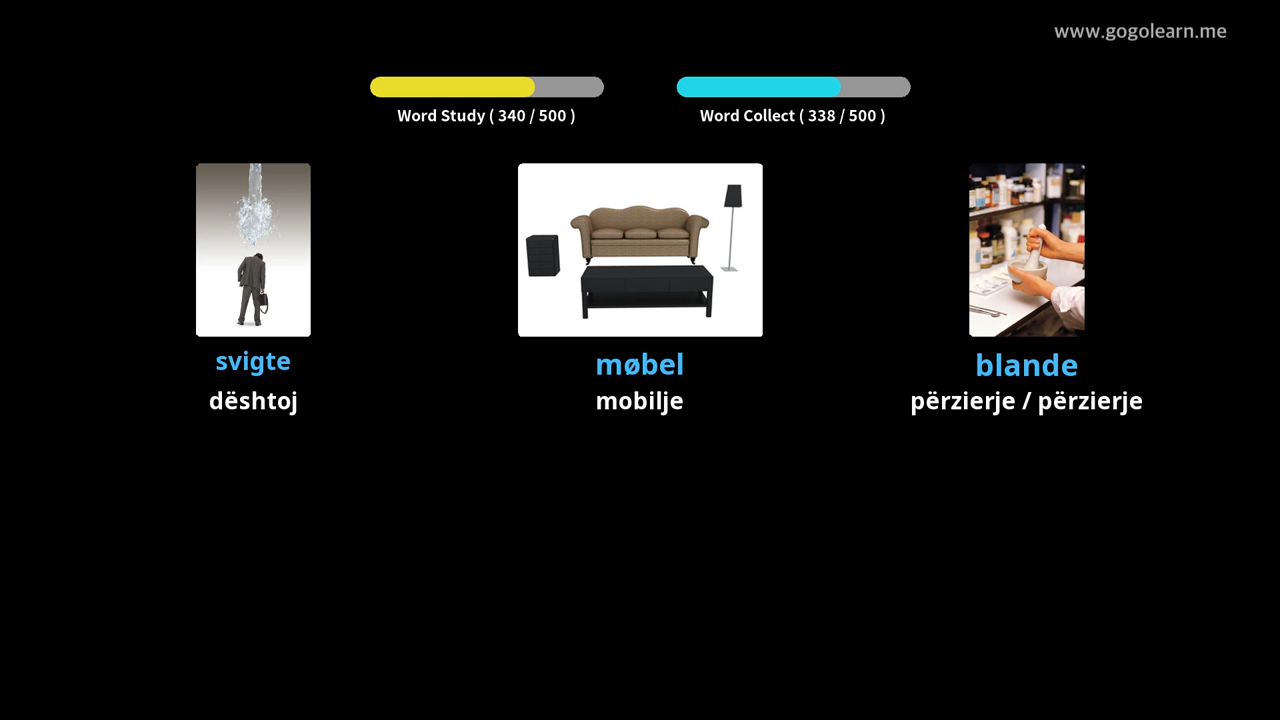 www.gogolearn.me
Word Study ( 340 / 500 )
Word Collect ( 338 / 500 )
svigte
møbel
blande
dështoj
mobilje
përzierje / përzierje